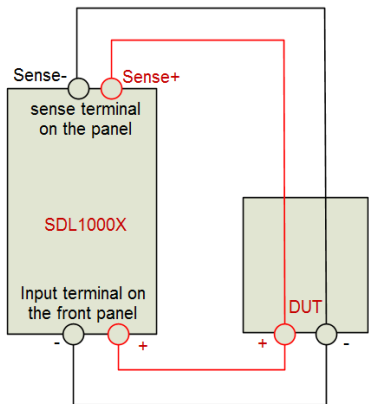 Sense-
Sense+
sense terminal
on the panel
SDL1000X
Input terminal on
the front panel
DUT
-
+
+
-